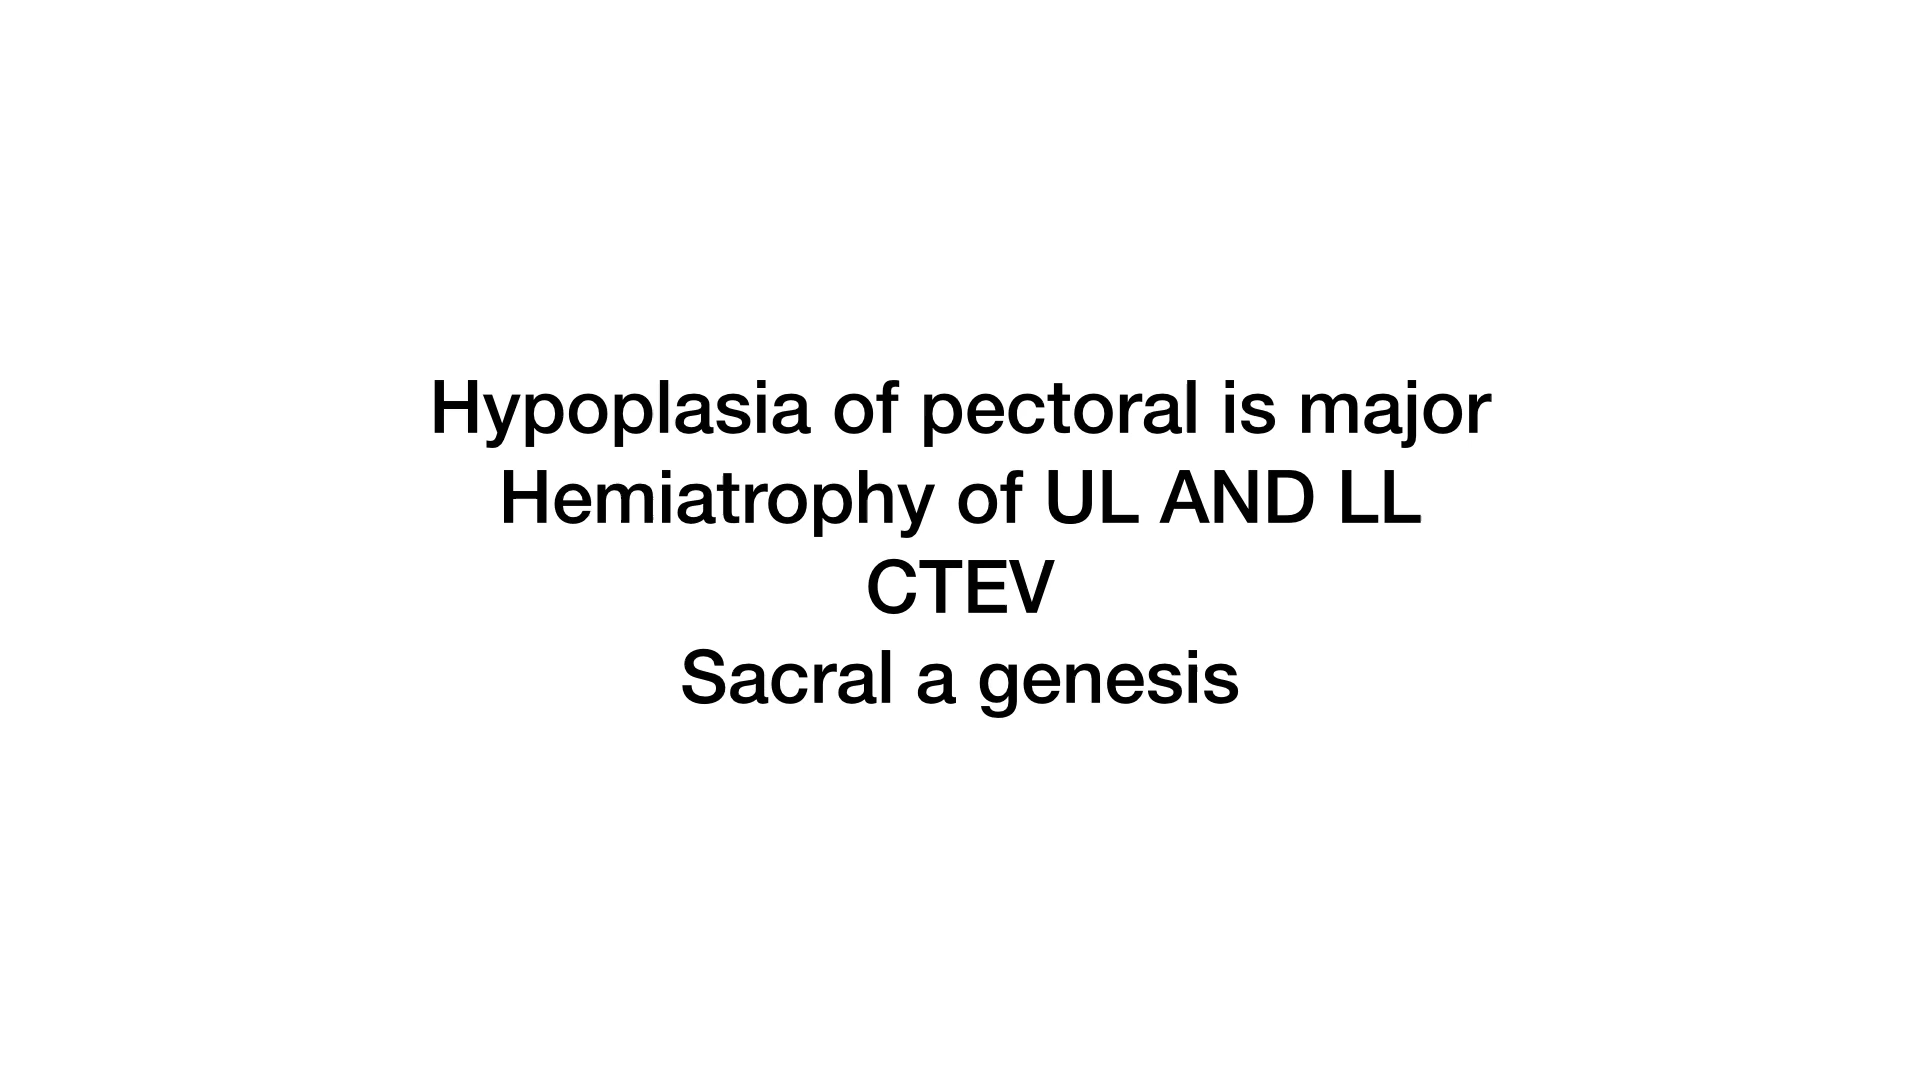 Hypoplasia of pectoral is major
Hemiatrophy of UL AND LL
CTEV
Sacral a genesis